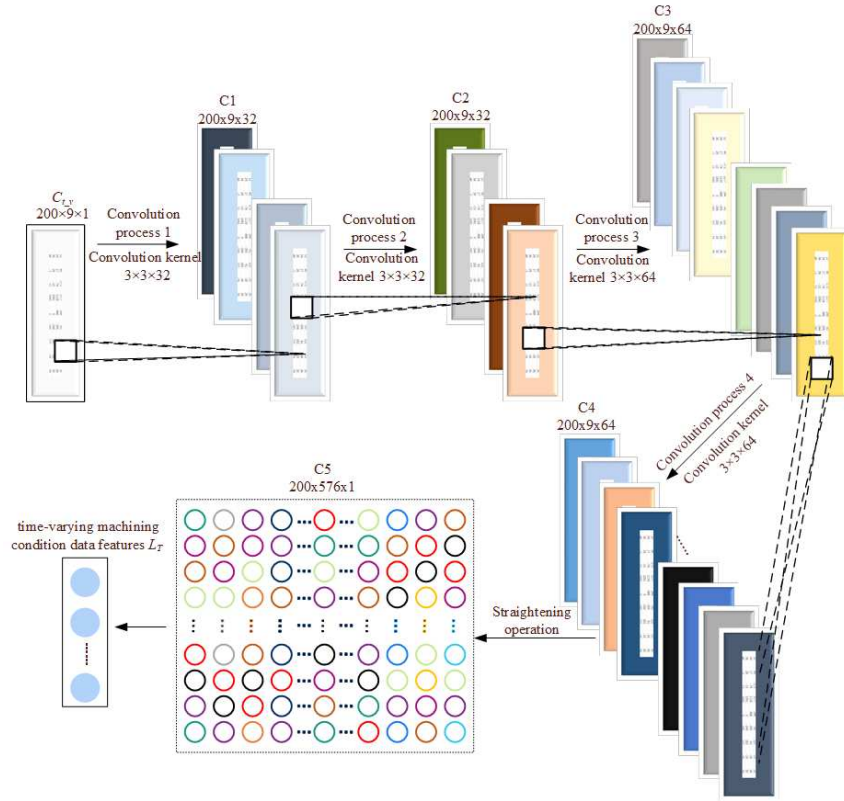 C3
200x9x64
C1
200x9x32
C2
200x9x32
C_{t_v}
200×9×1
Convolution
process 1
Convolution kernel
3×3×32
Convolution
process 2
Convolution
kernel 3×3×32
Convolution
process 3
Convolution
kernel 3×3×64
Convolution process 4
Convolution kernel
3×3×64
C4
200x9x64
C5
200x576x1
Straightening
operation
time-varying machining
condition data features L_T